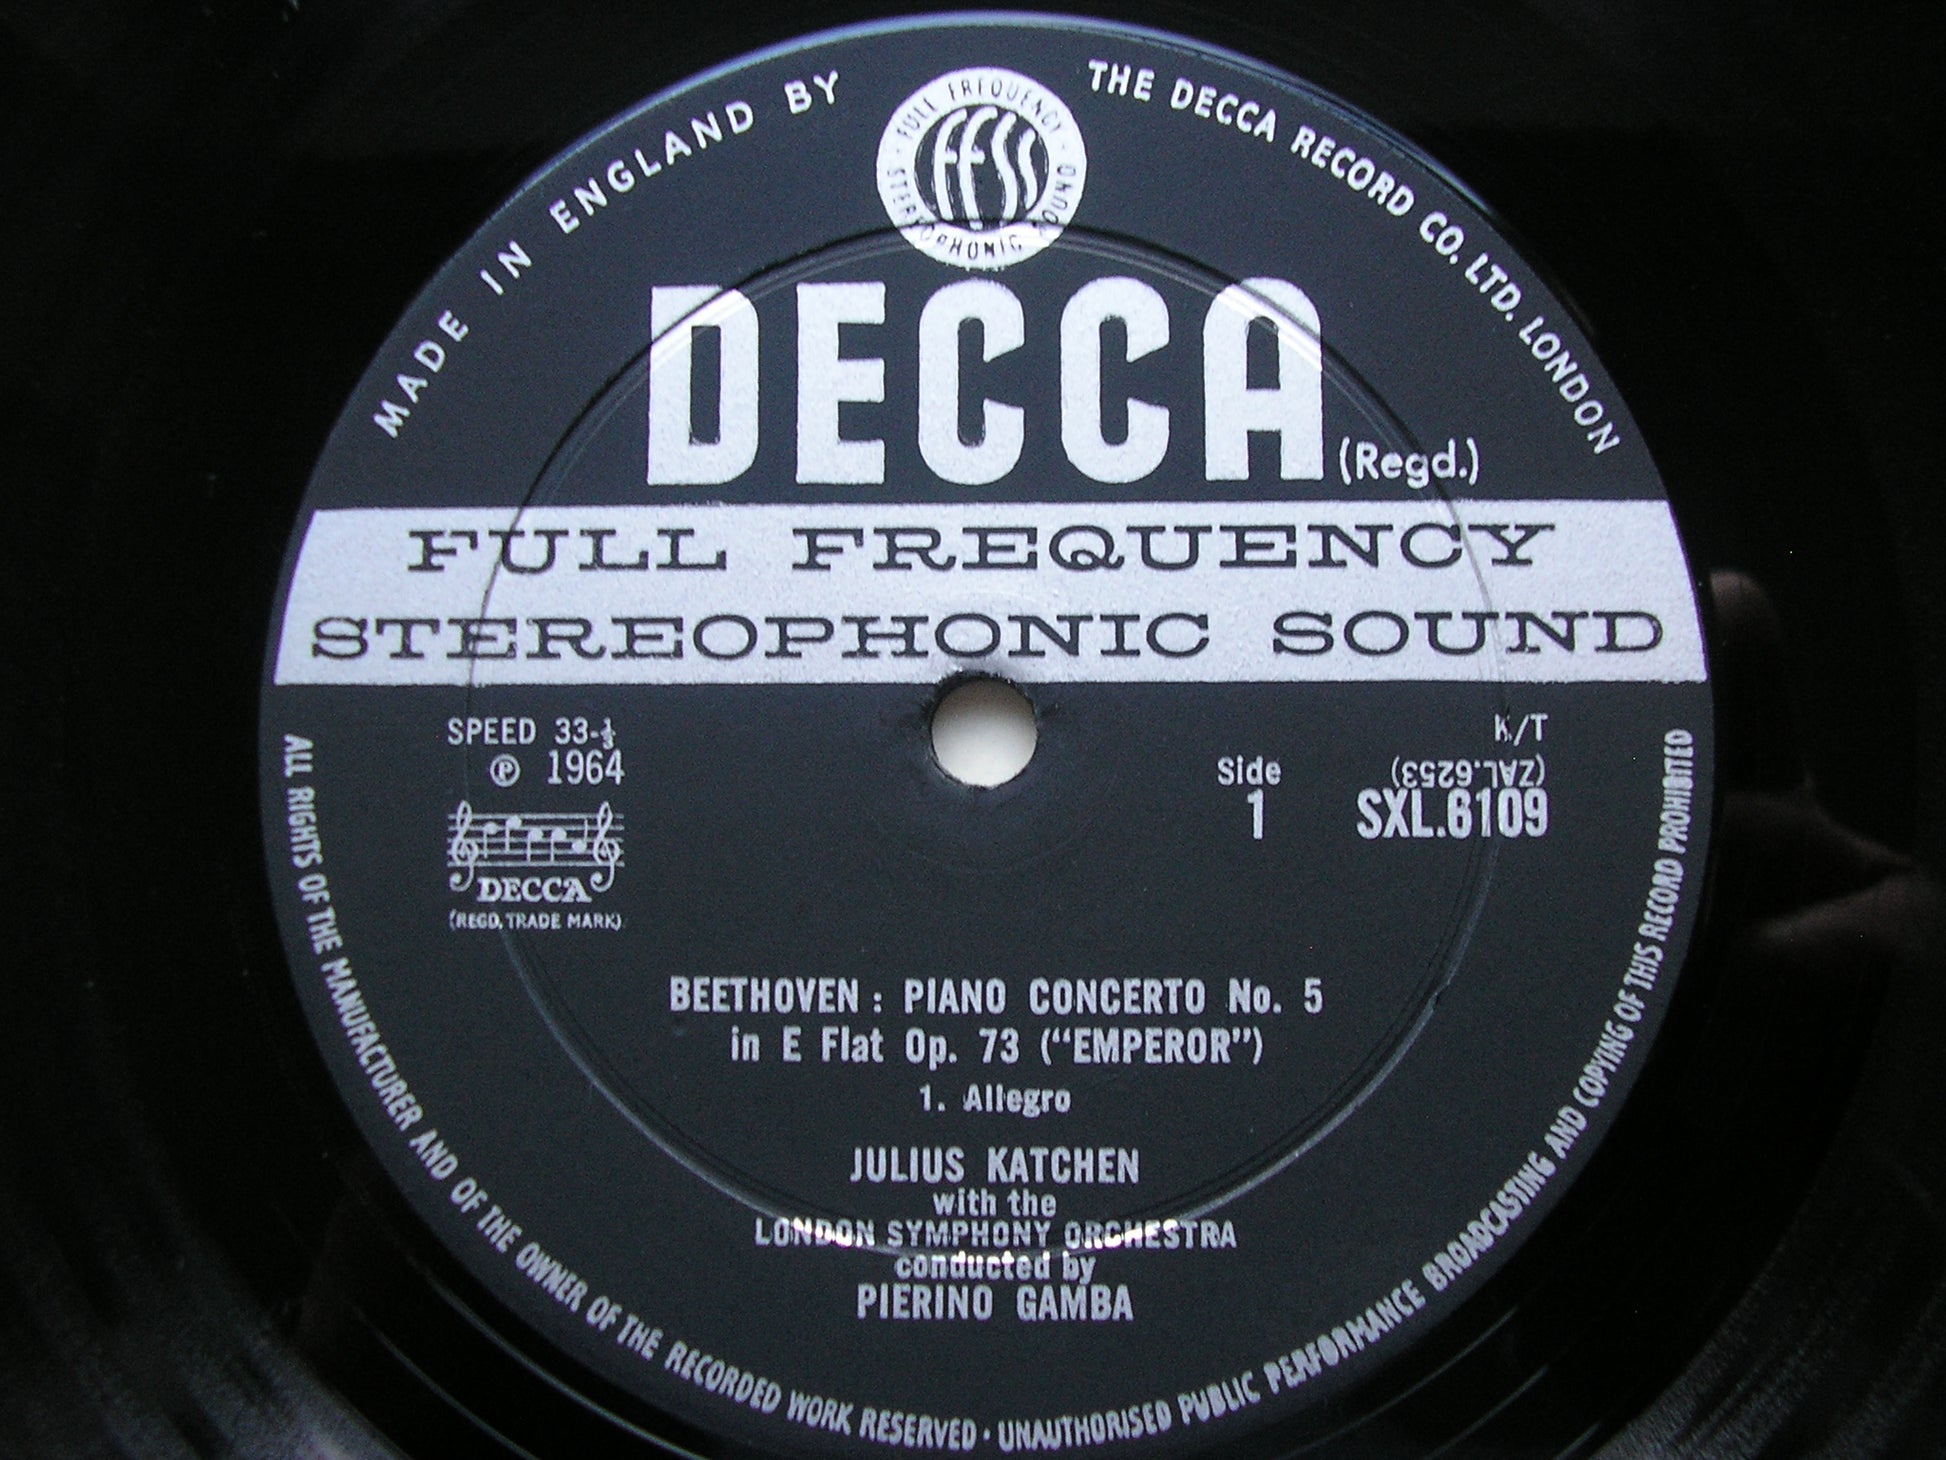 MADE IN ENGLAND BY
THE DECCA RECORD CO. LTD. LONDON
FULL FREQUENCY
STEREOPHONIC SOUND
FFSS
DECCA (Regd.)
FULL FREQUENCY
STEREOPHONIC SOUND
SPEED 33-⅓
℗ 1964
DECCA
(REGD. TRADE MARK)
K/T
(ZAL.6253)
Side
1
SXL.6109
BEETHOVEN : PIANO CONCERTO No. 5
in E Flat Op. 73 (“EMPEROR”)
1. Allegro
JULIUS KATCHEN
with the
LONDON SYMPHONY ORCHESTRA
conducted by
PIERINO GAMBA
ALL RIGHTS OF THE MANUFACTURER AND OF THE OWNER OF THE RECORDED WORK RESERVED · UNAUTHORISED PUBLIC PERFORMANCE BROADCASTING AND COPYING OF THIS RECORD PROHIBITED